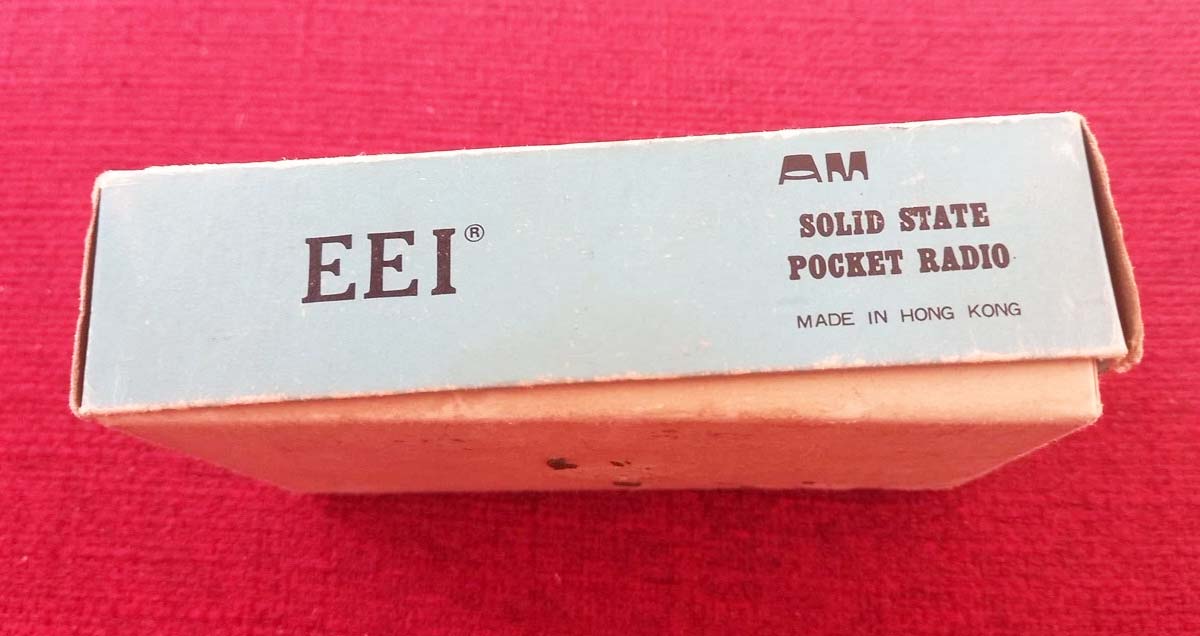 EEI®
AM
SOLID STATE
POCKET RADIO
MADE IN HONG KONG